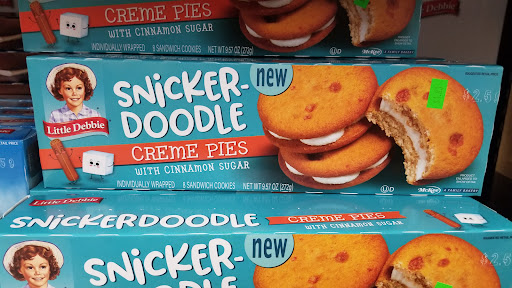 CREME PIES
WITH CINNAMON SUGAR
INDIVIDUALLY WRAPPED 8 SANDWICH COOKIES NET WT 9.57 OZ (272g)
Little Debbie
SNICKER-
DOODLE
new
CREME PIES
WITH CINNAMON SUGAR
INDIVIDUALLY WRAPPED 8 SANDWICH COOKIES NET WT 9.57 OZ (272g)
McKee A FAMILY BAKERY
Little Debbie
SNICKERDOODLE
CREME PIES
WITH CINNAMON SUGAR
SNICKER-
new